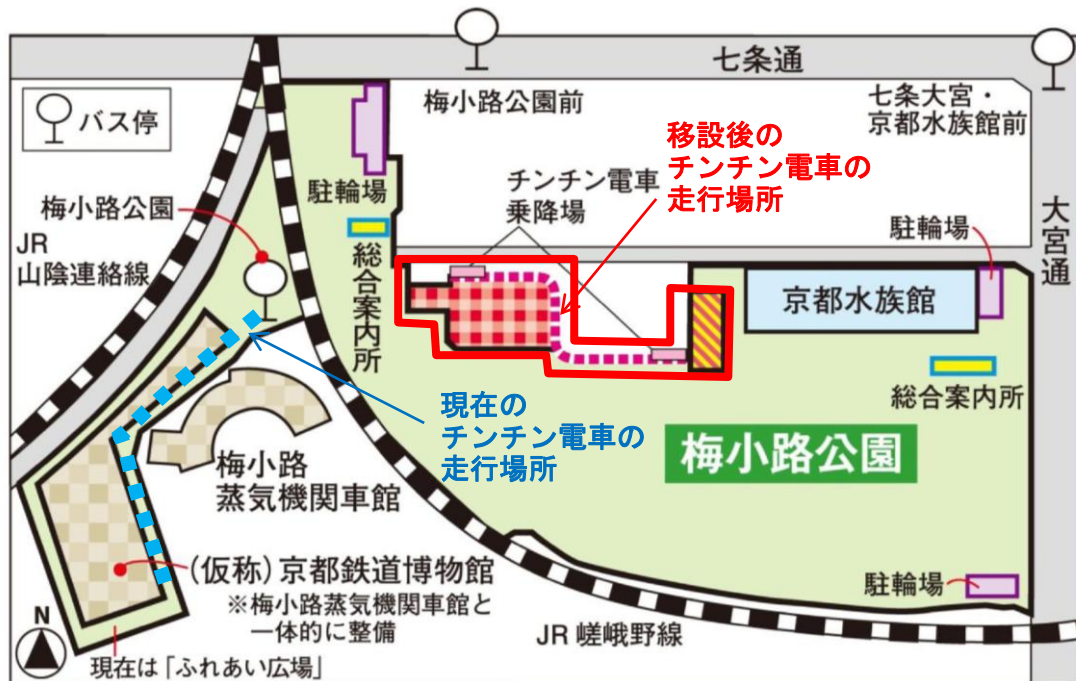 七条通
バス停
梅小路公園前
七条大宮・
京都水族館前
移設後の
チンチン電車の
走行場所
チンチン電車
乗降場
駐輪場
梅小路公園
JR
山陰連絡線
総合案内所
大宮通
駐輪場
京都水族館
総合案内所
現在の
チンチン電車の
走行場所
梅小路公園
梅小路
蒸気機関車館
(仮称)京都鉄道博物館
※梅小路蒸気機関車館と
一体的に整備
駐輪場
JR 嵯峨野線
N
現在は「ふれあい広場」